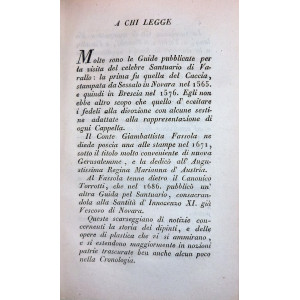 A CHI LEGGE
Molte sono le Guide pubblicate per
la visita del celebre Santuario di Va-
rallo: la prima fu quella del Caccia,
stampata da Sessalo in Novara nel 1565.
e quindi in Brescia nel 1576. Egli non
ebbe altro scopo che quello d'eccitare
i fedeli alla divozione con alcune sestine
adattate alla rappresentazione di
ogni Cappella.
Il Conte Giambattista Fassola ne
diede poscia una alle stampe nel 1671,
sotto il titolo molto conveniente di nuova
Gerusalemme, e la dedicò all'Augu-
stissima Regina Marianna d'Austria.
Al Fassola tenne dietro il Canonico
Torrotti, che nel 1686. pubblicò un'
altra Guida pel Santuario, consacran-
dola alla Santità d'Innocenzo XI. già
Vescovo di Novara.
Queste scarseggiano di notizie con-
cernenti la storia dei dipinti, e delle
opere di plastica che si ammirano,
e si estendono maggiormente in nozioni
patrie trascurate ben anche alcun poco
nella Cronologia.